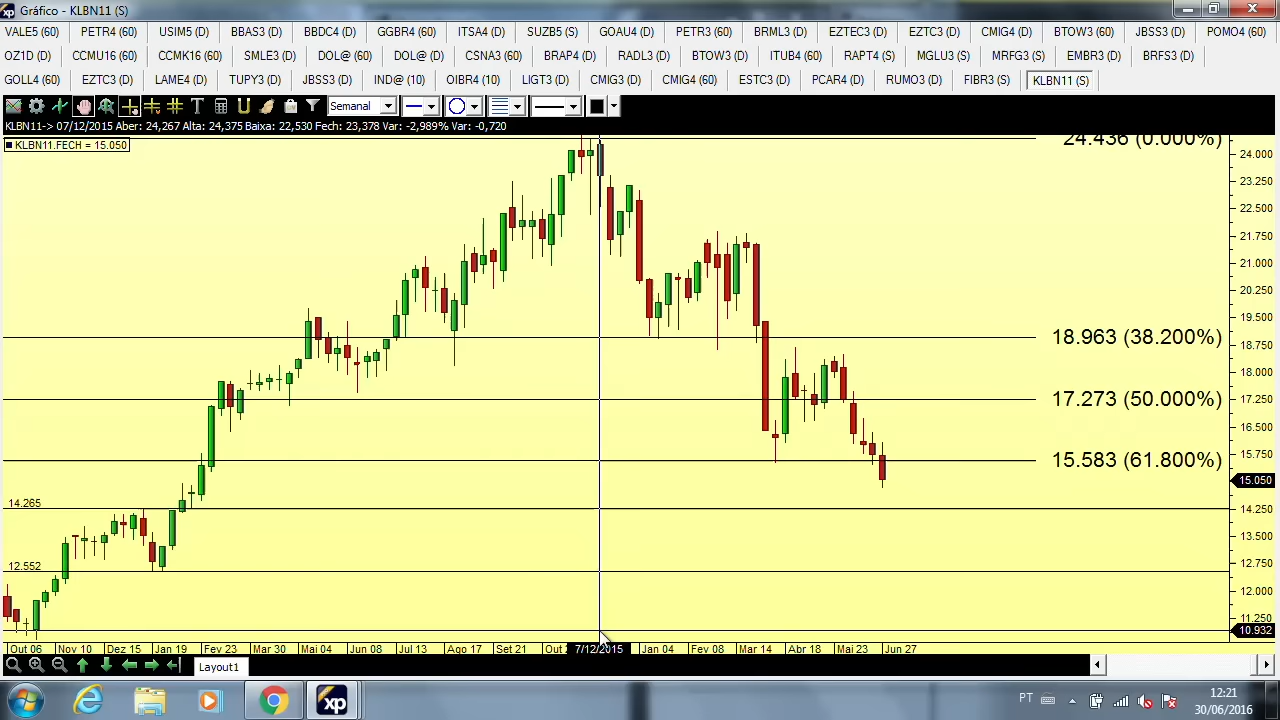 xp Gráfico - KLBN11 (S)
VALE5 (60) PETR4 (60) USIM5 (D) BBAS3 (D) BBDC4 (D) GGBR4 (60) ITSA4 (D) SUZB5 (S) GOAU4 (D) PETR3 (60) BRML3 (D) EZTEC3 (D) EZTC3 (D) CMIG4 (D) BTOW3 (60) JBSS3 (D) POMO4 (60)
OZ1D (D) CCMU16 (60) CCMK16 (60) SMLE3 (D) DOL@ (60) DOL@ (D) CSNA3 (60) BRAP4 (D) RADL3 (D) BTOW3 (D) ITUB4 (60) RAPT4 (S) MGLU3 (S) MRFG3 (S) EMBR3 (D) BRFS3 (D)
GOLL4 (60) EZTC3 (D) LAME4 (D) TUPY3 (D) JBSS3 (D) IND@ (10) OIBR4 (10) LIGT3 (D) CMIG3 (D) CMIG4 (60) ESTC3 (D) PCAR4 (D) RUMO3 (D) FIBR3 (S) KLBN11 (S)
Semanal
KLBN11-> 07/12/2015 Aber: 24,267 Alta: 24,375 Baixa: 22,530 Fech: 23,378 Var: -2,989% Var: -0,720
KLBN11.FECH = 15.050
24.436 (0.000%)
24.000
23.250
22.500
21.750
21.000
20.250
19.500
18.963 (38.200%)
18.750
18.000
17.273 (50.000%)
17.250
16.500
15.583 (61.800%)
15.750
15.050
14.265
14.250
13.500
12.552
12.750
12.000
11.250
10.932
Out 06 Nov 10 Dez 15 Jan 19 Fev 23 Mar 30 Mai 04 Jun 08 Jul 13 Ago 17 Set 21 Out 7/12/2015 Jan 04 Fev 08 Mar 14 Abr 18 Mai 23 Jun 27
Layout1
xp
PT
12:21
30/06/2016